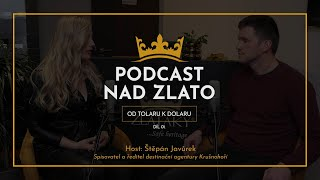 PODCAST
NAD ZLATO
OD TOLARU K DOLARU
DÍL 01
Host: Štěpán Javůrek
Spisovatel a ředitel destinační agentury Krušnohoří